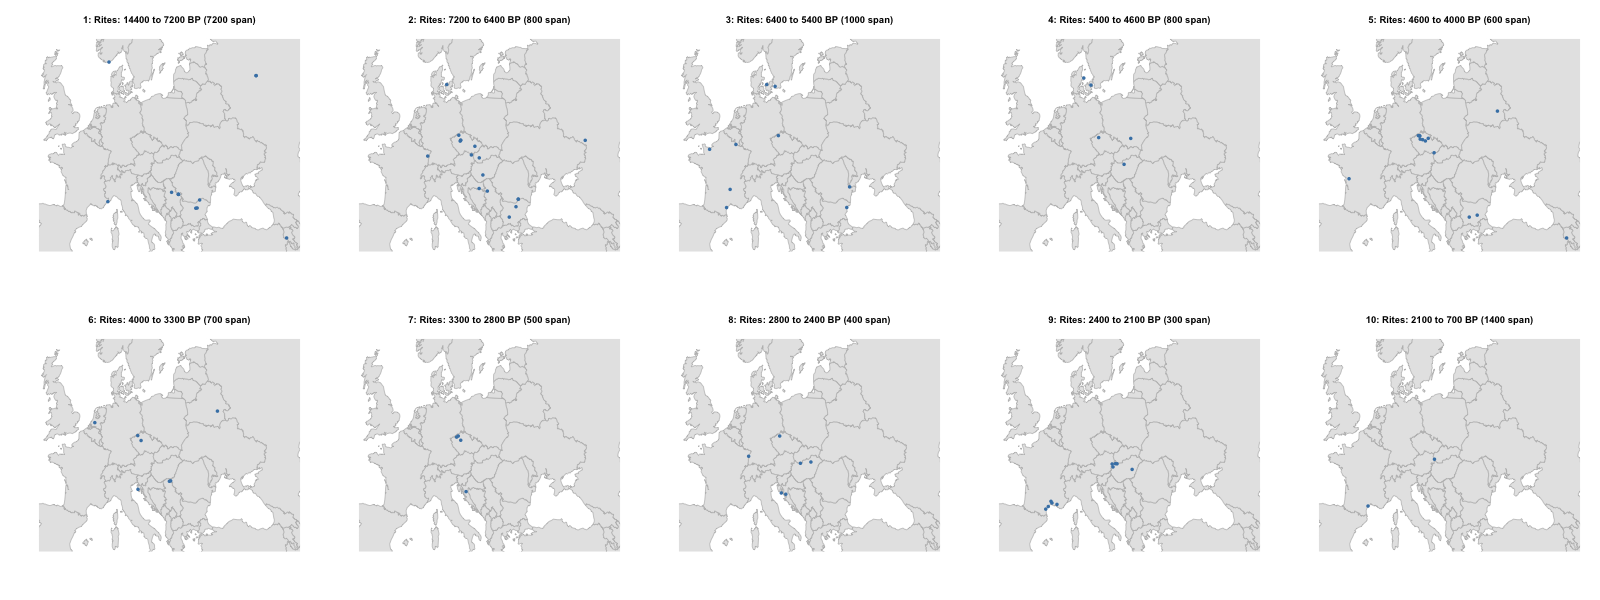 1: Rites: 14400 to 7200 BP (7200 span)
2: Rites: 7200 to 6400 BP (800 span)
3: Rites: 6400 to 5400 BP (1000 span)
4: Rites: 5400 to 4600 BP (800 span)
5: Rites: 4600 to 4000 BP (600 span)
6: Rites: 4000 to 3300 BP (700 span)
7: Rites: 3300 to 2800 BP (500 span)
8: Rites: 2800 to 2400 BP (400 span)
9: Rites: 2400 to 2100 BP (300 span)
10: Rites: 2100 to 700 BP (1400 span)